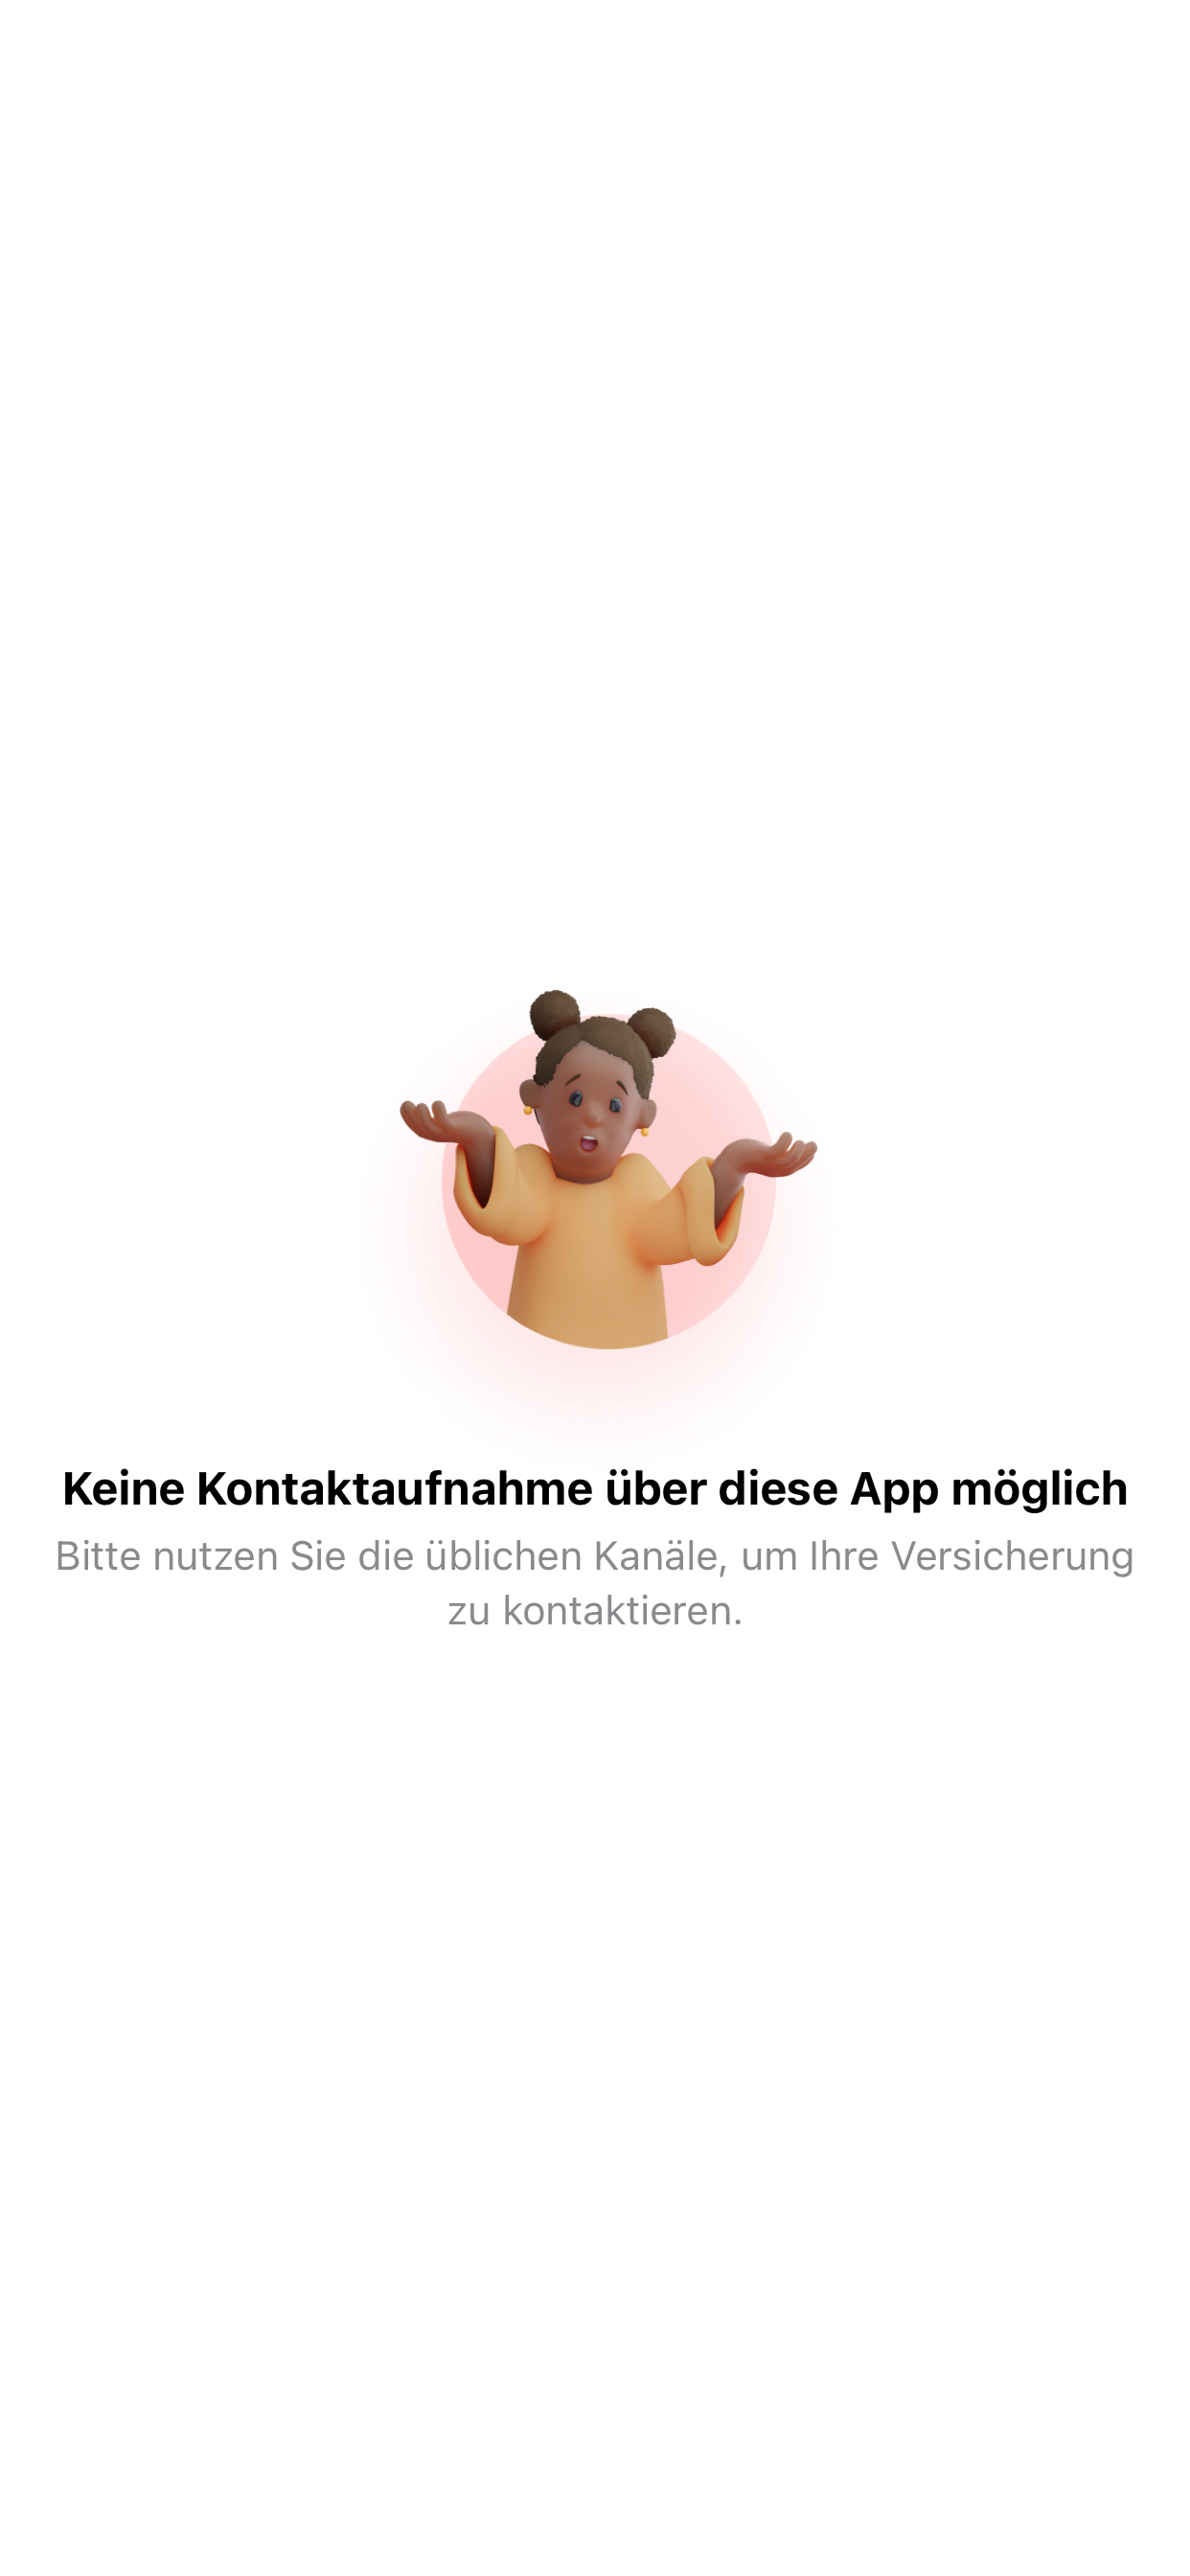 Keine Kontaktaufnahme über diese App möglich
Bitte nutzen Sie die üblichen Kanäle, um Ihre Versicherung
zu kontaktieren.